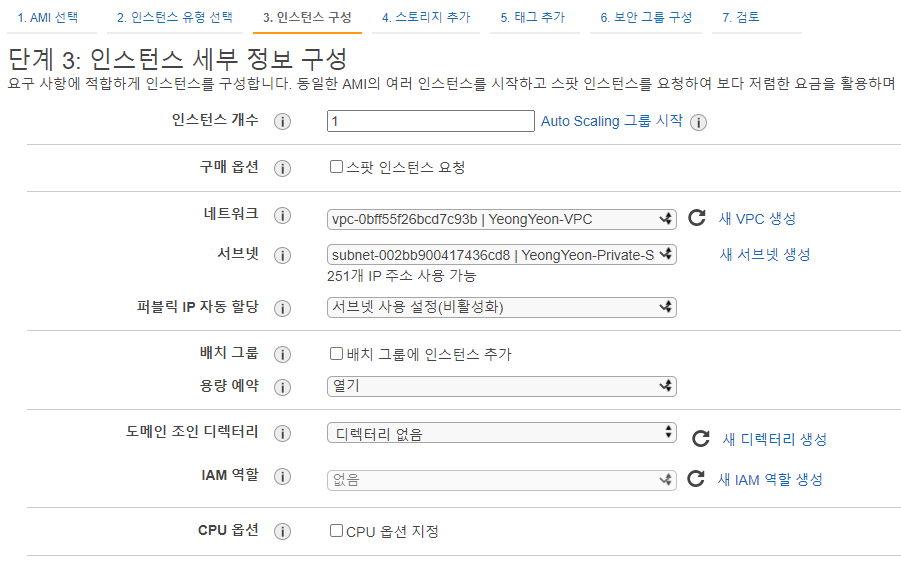 1. AMI 선택 2. 인스턴스 유형 선택 3. 인스턴스 구성 4. 스토리지 추가 5. 태그 추가 6. 보안 그룹 구성 7. 검토
단계 3: 인스턴스 세부 정보 구성
요구 사항에 적합하게 인스턴스를 구성합니다. 동일한 AMI의 여러 인스턴스를 시작하고 스팟 인스턴스를 요청하여 보다 저렴한 요금을 활용하며
인스턴스 개수 i 1 Auto Scaling 그룹 시작 i
구매 옵션 i 스팟 인스턴스 요청
네트워크 i vpc-0bff55f26bcd7c93b | YeongYeon-VPC 새 VPC 생성
서브넷 i subnet-002bb900417436cd8 | YeongYeon-Private-S 새 서브넷 생성
251개 IP 주소 사용 가능
퍼블릭 IP 자동 할당 i 서브넷 사용 설정(비활성화)
배치 그룹 i 배치 그룹에 인스턴스 추가
용량 예약 i 열기
도메인 조인 디렉터리 i 디렉터리 없음 새 디렉터리 생성
IAM 역할 i 없음 새 IAM 역할 생성
CPU 옵션 i CPU 옵션 지정